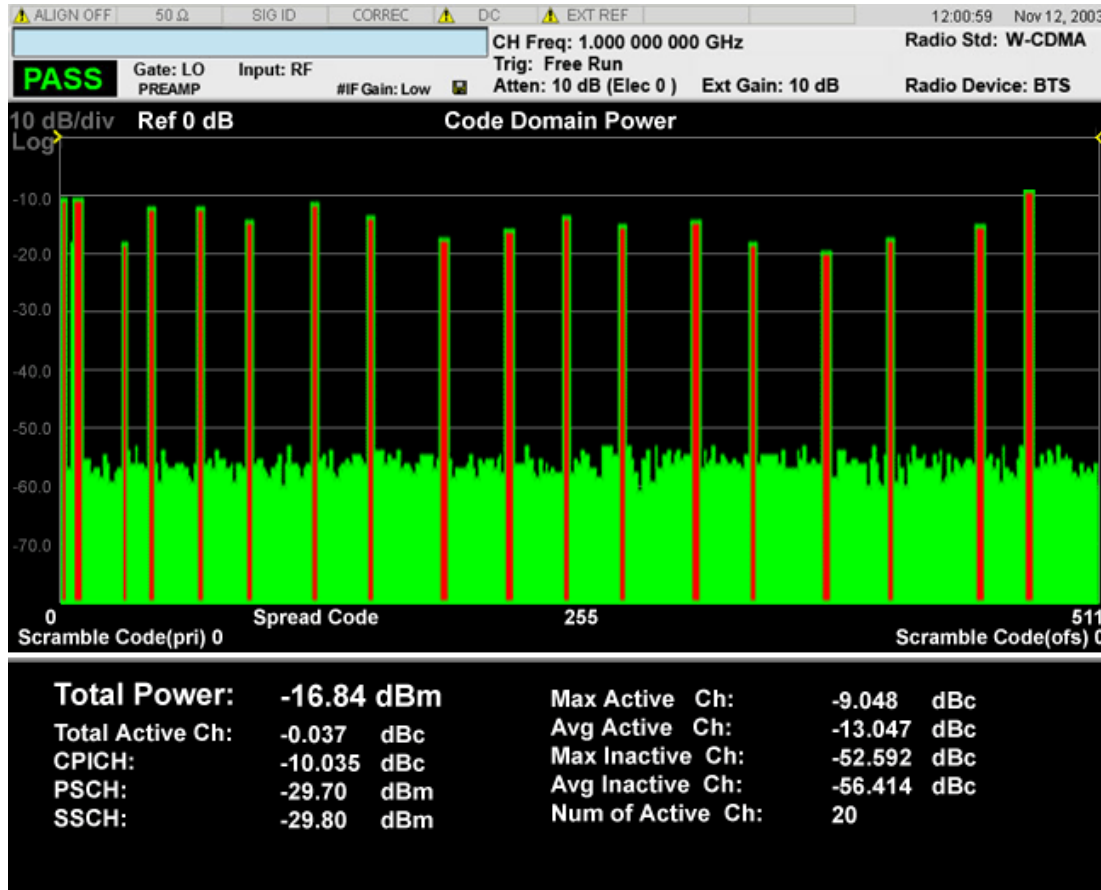 ALIGN OFF 50 Ω SIG ID CORREC DC EXT REF 12:00:59 Nov 12, 2003
CH Freq: 1.000 000 000 GHz Radio Std: W-CDMA
PASS Gate: LO Input: RF Trig: Free Run
PREAMP #IF Gain: Low Atten: 10 dB (Elec 0 ) Ext Gain: 10 dB Radio Device: BTS
10 dB/div Ref 0 dB Code Domain Power
Log
-10.0
-20.0
-30.0
-40.0
-50.0
-60.0
-70.0
0 Spread Code 255 511
Scramble Code(pri) 0 Scramble Code(ofs) 0
Total Power: -16.84 dBm
Total Active Ch: -0.037 dBc
CPICH: -10.035 dBc
PSCH: -29.70 dBm
SSCH: -29.80 dBm
Max Active Ch: -9.048 dBc
Avg Active Ch: -13.047 dBc
Max Inactive Ch: -52.592 dBc
Avg Inactive Ch: -56.414 dBc
Num of Active Ch: 20